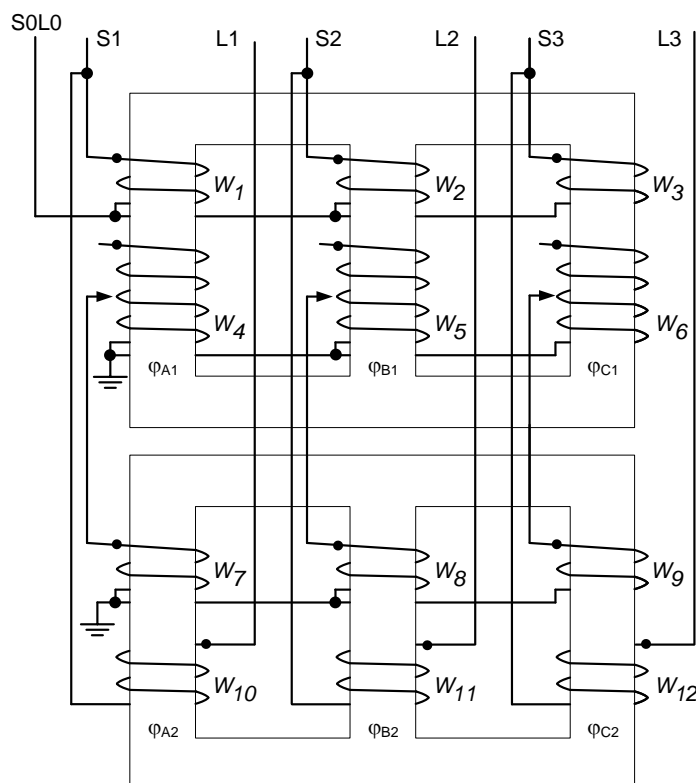 S0L0
S1 L1 S2 L2 S3 L3
W1 W2 W3
W4 W5 W6
φA1 φB1 φC1
W7 W8 W9
W10 W11 W12
φA2 φB2 φC2